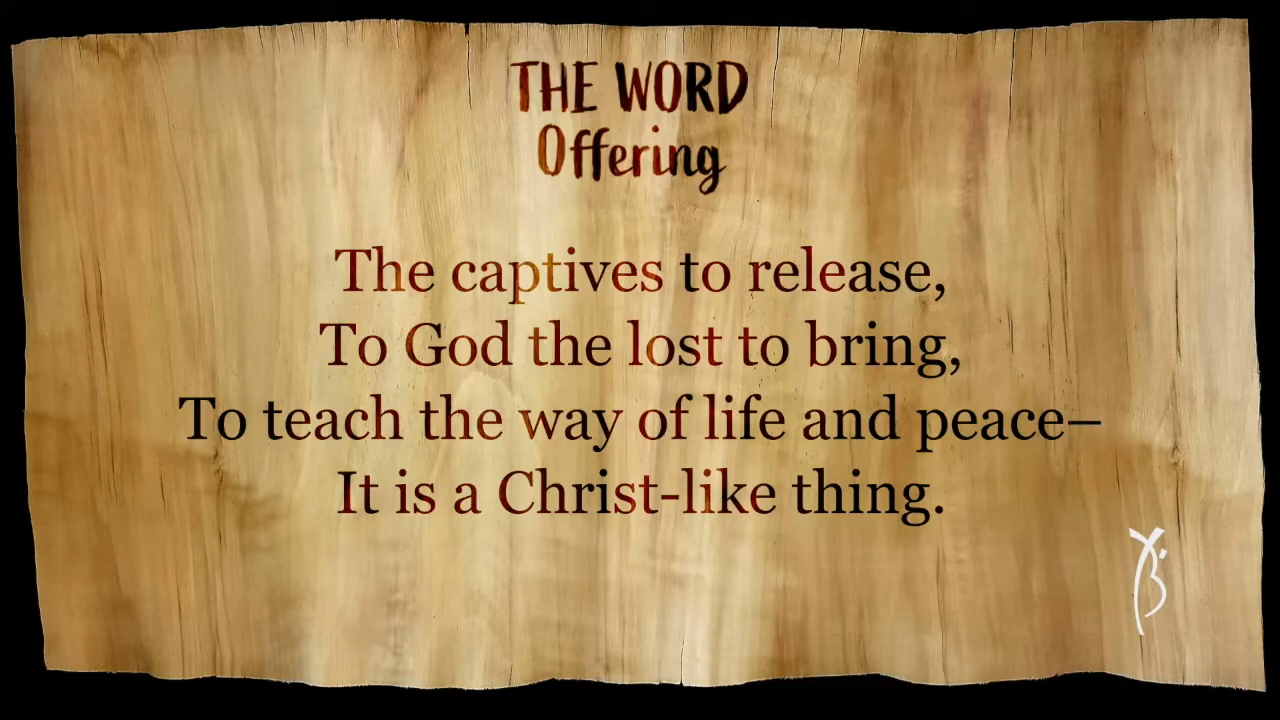 THE WORD
Offering
The captives to release,
To God the lost to bring,
To teach the way of life and peace–
It is a Christ-like thing.